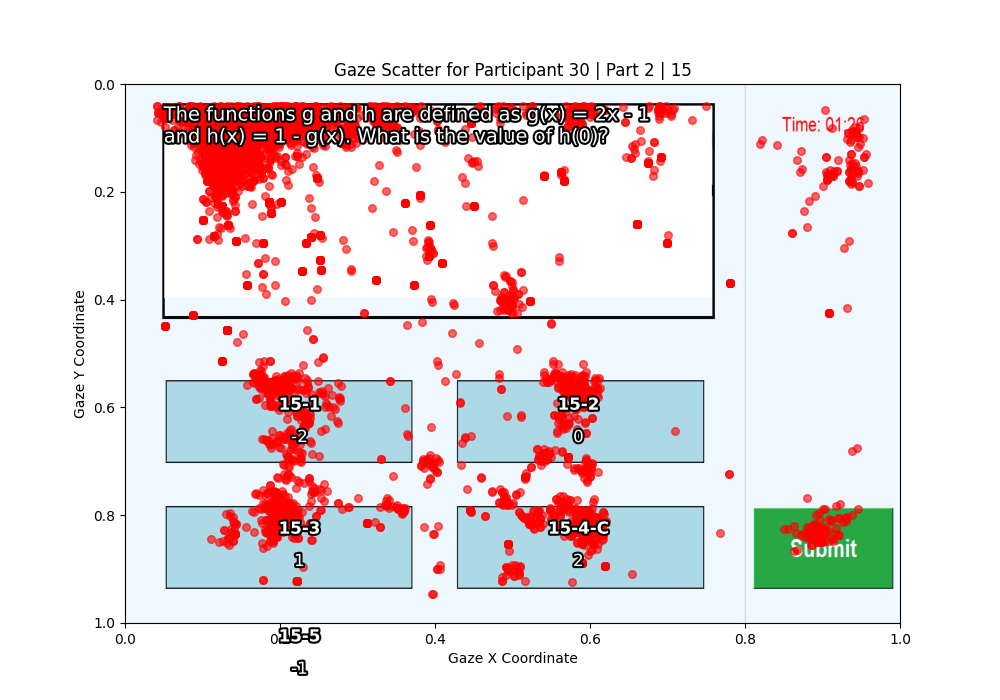 Gaze Scatter for Participant 30 | Part 2 | 15
0.0
The functions g and h are defined as g(x) = 2x - 1
and h(x) = 1 - g(x). What is the value of h(0)?
Time: 01:26
0.2
0.4
Gaze Y Coordinate
15-1
-2
15-2
0
0.6
15-3
1
15-4-C
2
Submit
0.8
1.0
0.0
0.2
0.4
0.6
0.8
1.0
15-5
-1
Gaze X Coordinate